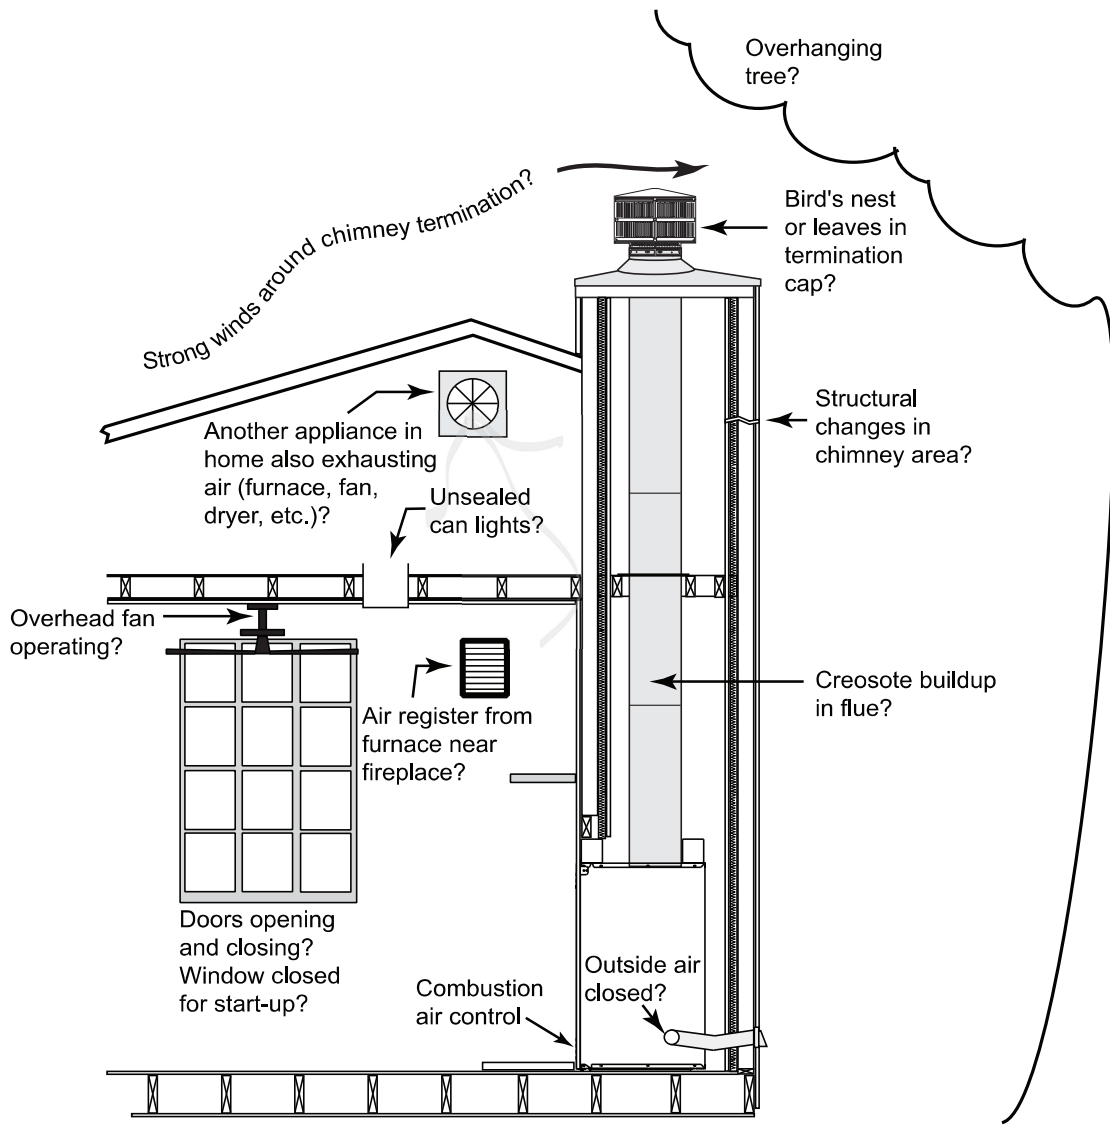 Overhanging
tree?
Strong winds around chimney termination?
Bird's nest
or leaves in
termination
cap?
Structural
changes in
chimney area?
Another appliance in
home also exhausting
air (furnace, fan,
dryer, etc.)?
Unsealed
can lights?
Overhead fan
operating?
Creosote buildup
in flue?
Air register from
furnace near
fireplace?
Doors opening
and closing?
Window closed
for start-up?
Combustion
air control
Outside air
closed?